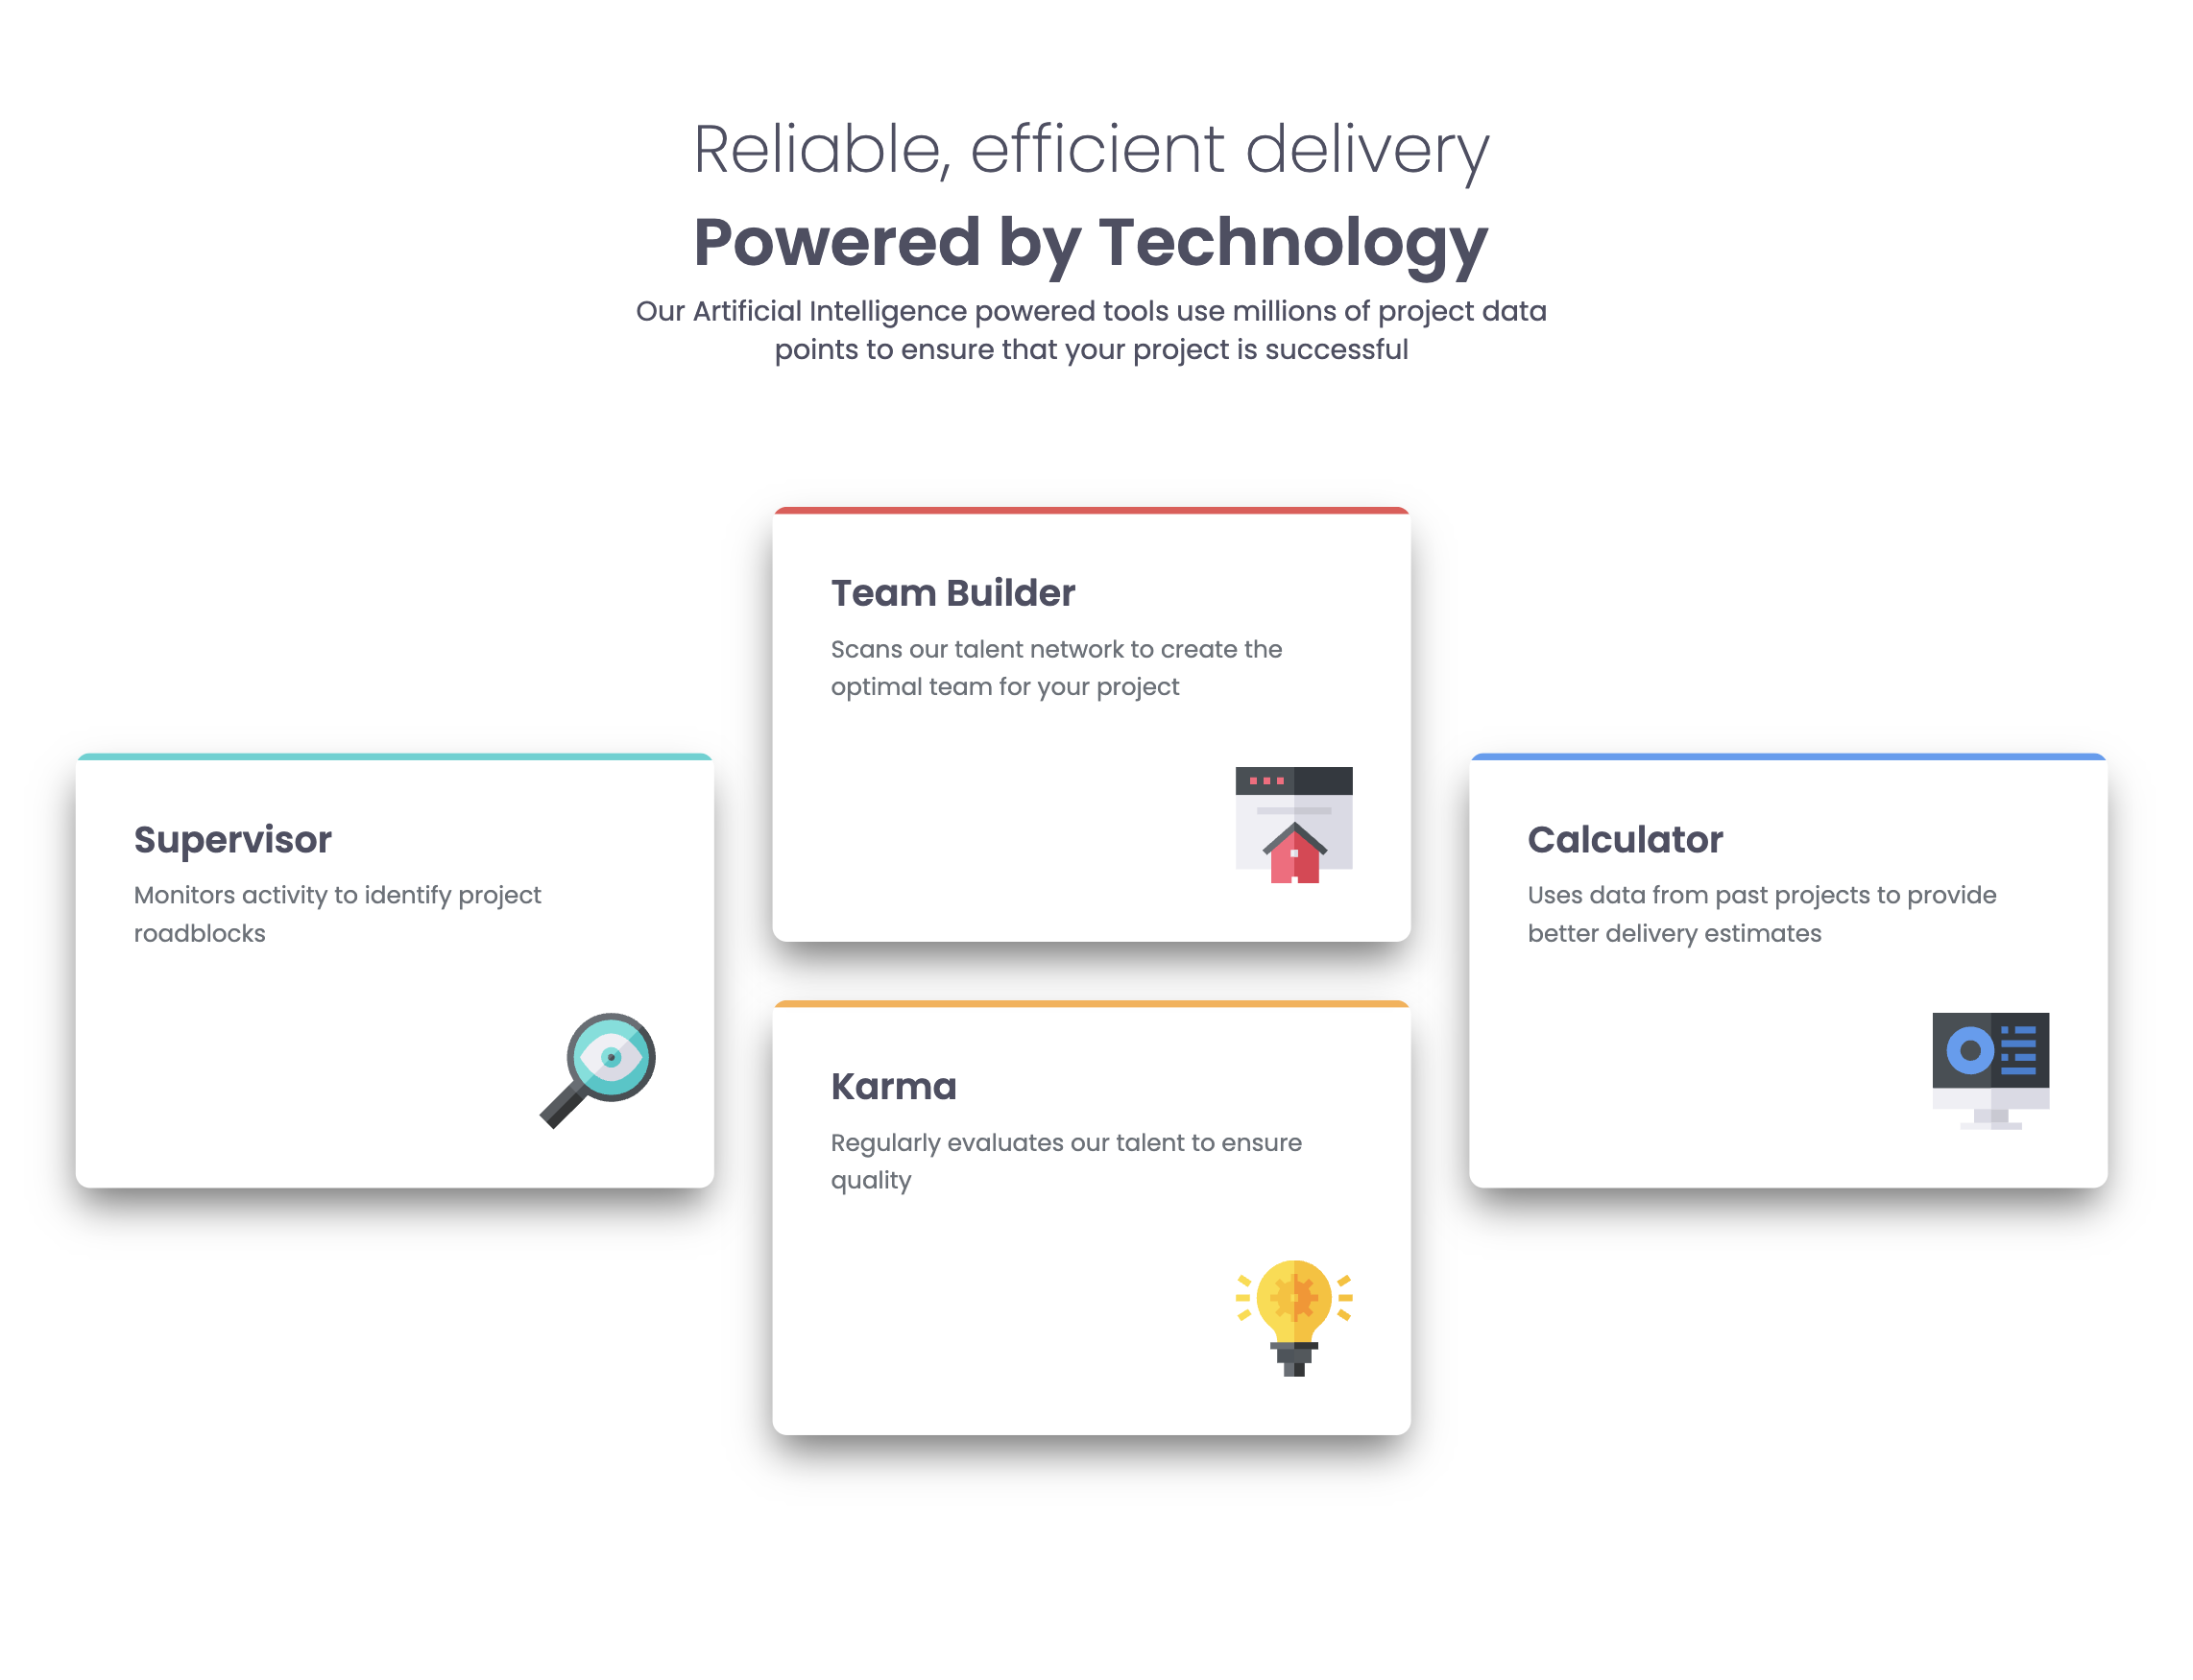 Reliable, efficient delivery
Powered by Technology
Our Artificial Intelligence powered tools use millions of project data
points to ensure that your project is successful
Supervisor
Monitors activity to identify project
roadblocks
Team Builder
Scans our talent network to create the
optimal team for your project
Karma
Regularly evaluates our talent to ensure
quality
Calculator
Uses data from past projects to provide
better delivery estimates